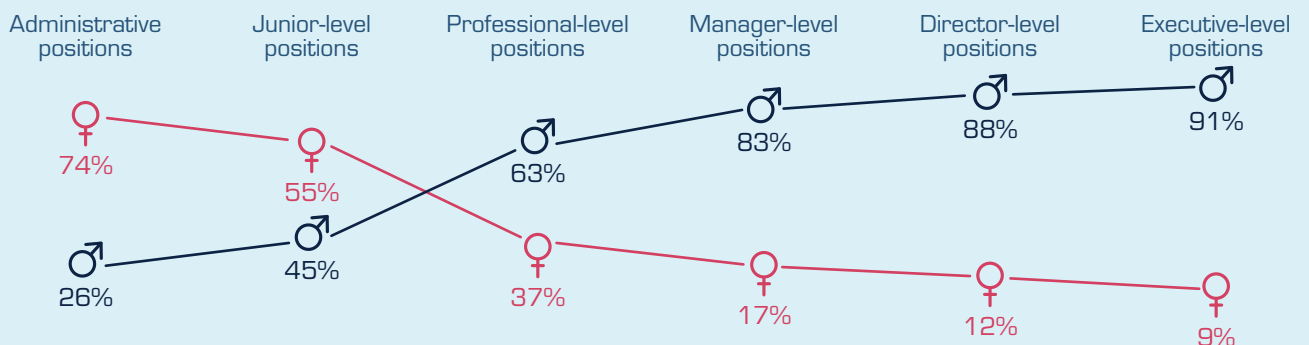 Administrative
positions
Junior-level
positions
Professional-level
positions
Manager-level
positions
Director-level
positions
Executive-level
positions
74%
26%
55%
45%
63%
37%
83%
17%
88%
12%
91%
9%